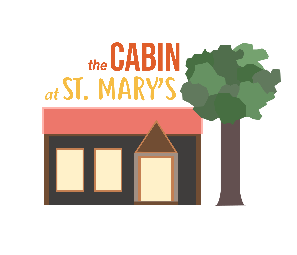 the CABIN
at ST. MARY'S